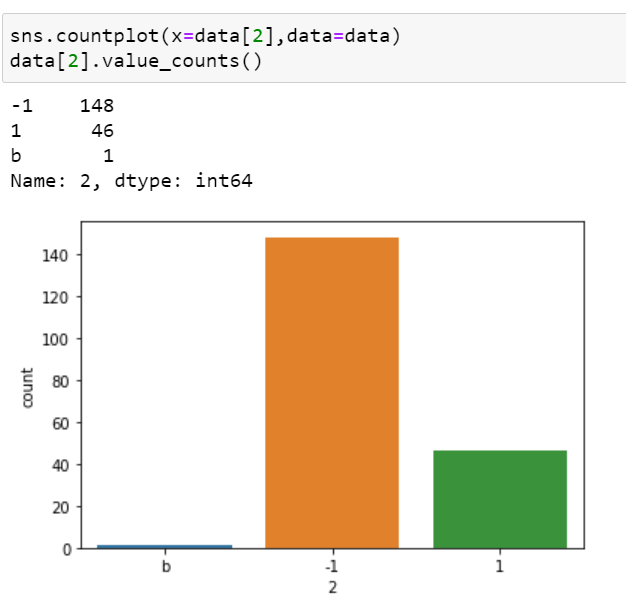 sns.countplot(x=data[2],data=data)
data[2].value_counts()
-1    148
1      46
b       1
Name: 2, dtype: int64
140
120
100
80
60
40
20
0
count
b -1 1
2